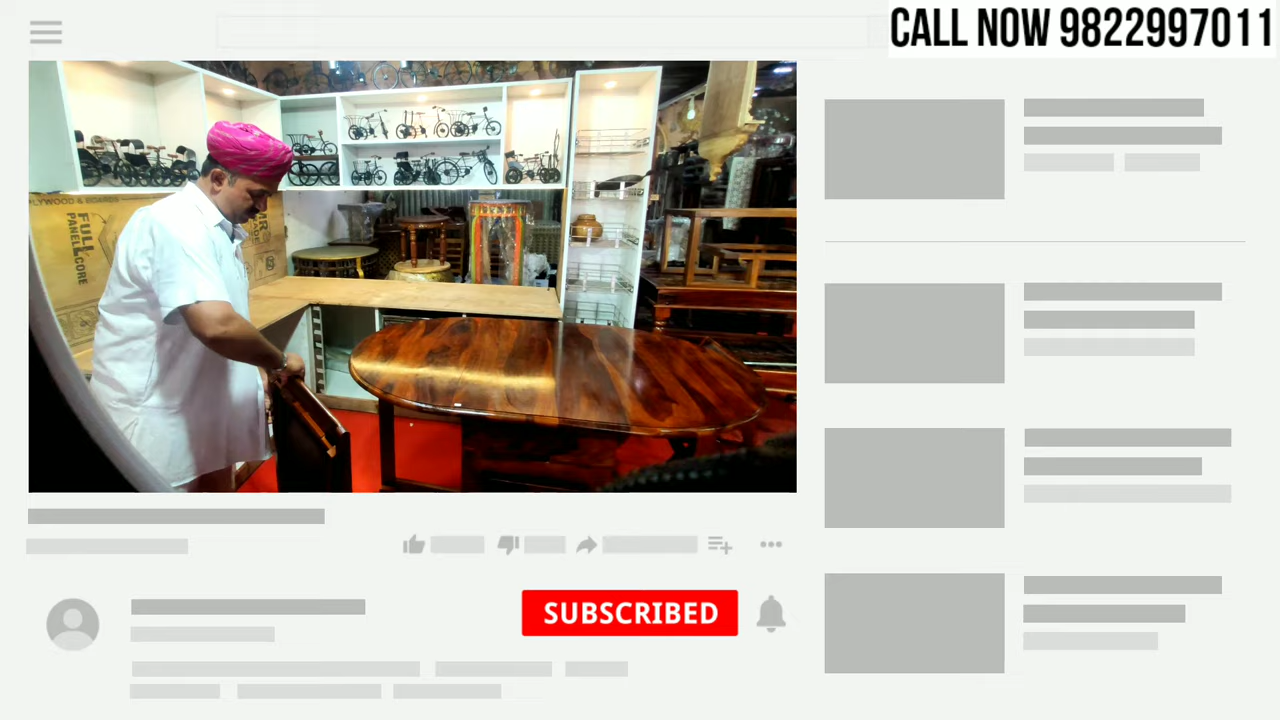 CALL NOW 9822997011
PLYWOOD & BOARDS
FULL
PANEL
CORE
SUBSCRIBED